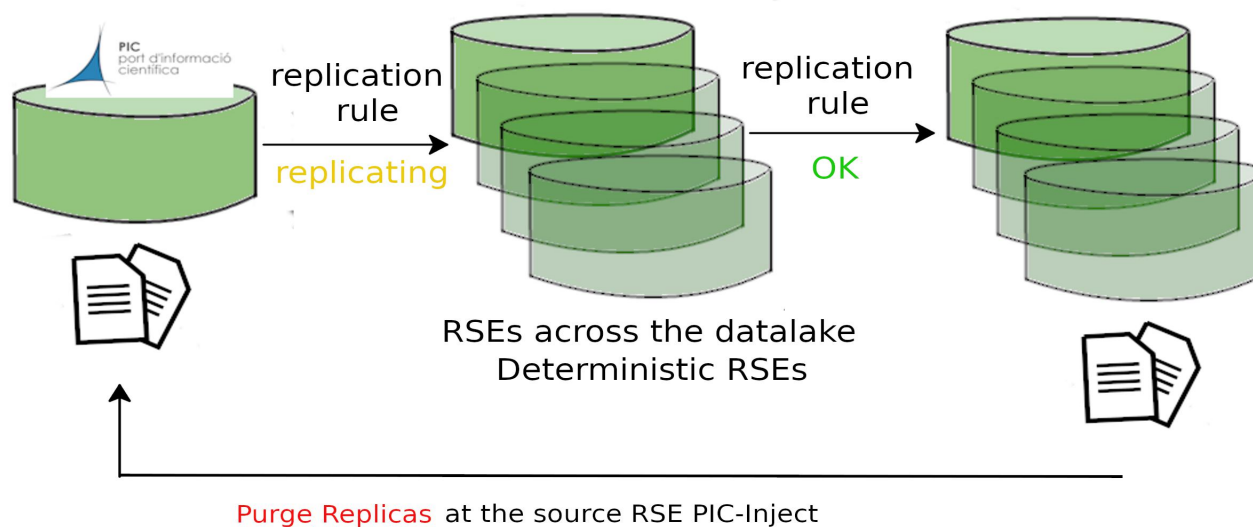 PIC
port d'informació
científica
replication
rule
replicating
replication
rule
OK
RSEs across the datalake
Deterministic RSEs
Purge Replicas at the source RSE PIC-Inject